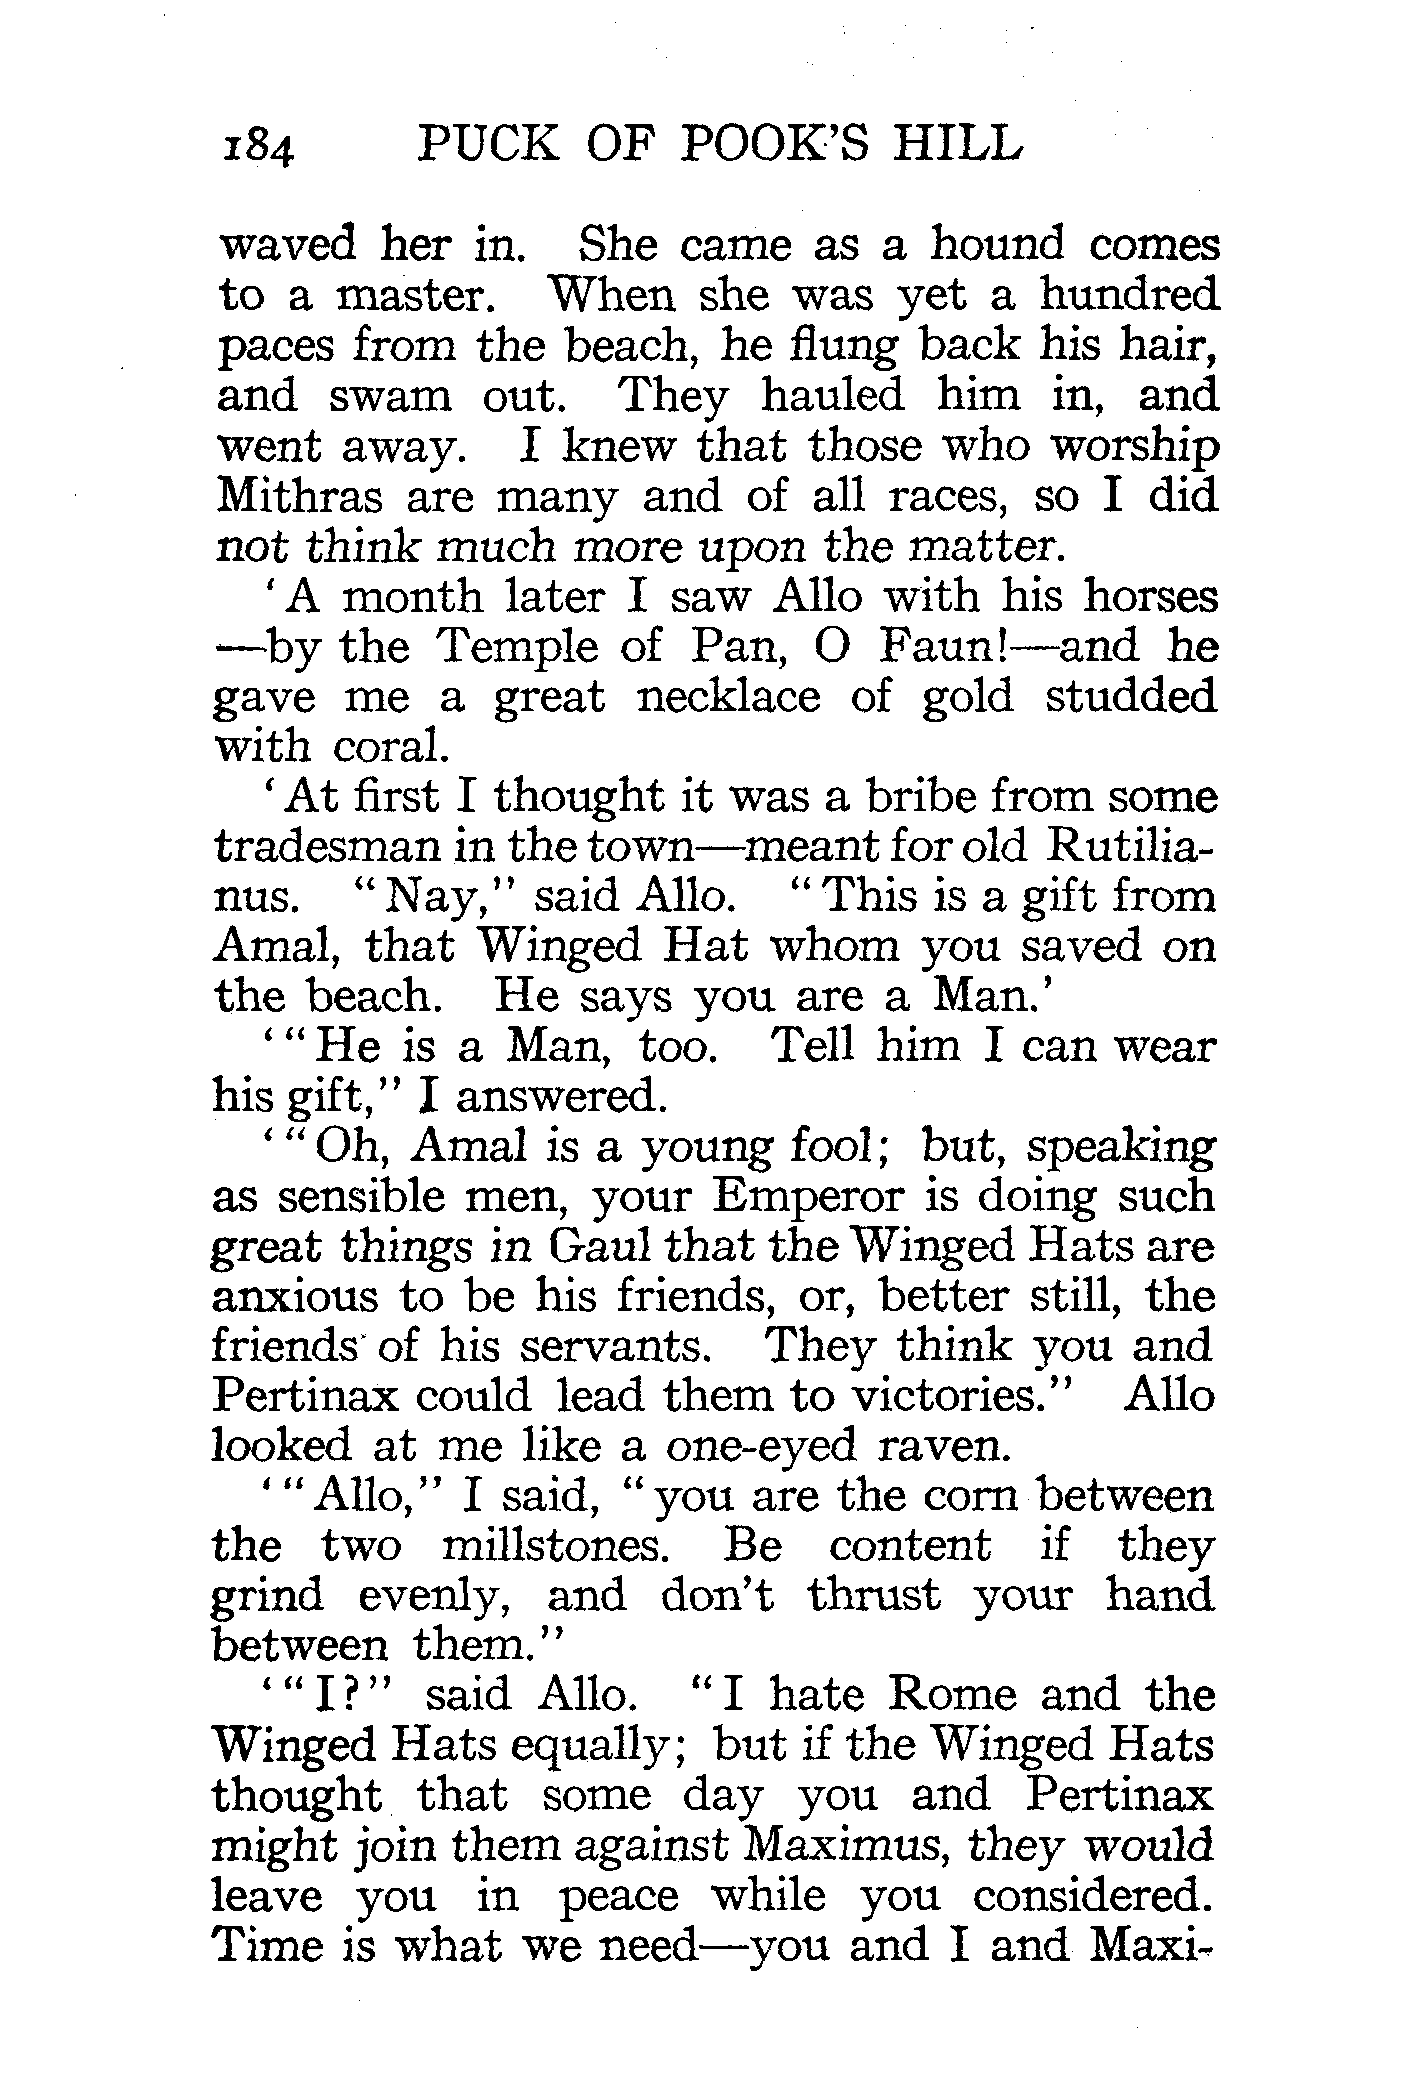 184 PUCK OF POOK'S HILL
waved her in. She came as a hound comes
to a master. When she was yet a hundred
paces from the beach, he flung back his hair,
and swam out. They hauled him in, and
went away. I knew that those who worship
Mithras are many and of all races, so I did
not think much more upon the matter.
‘A month later I saw Allo with his horses
—by the Temple of Pan, O Faun!—and he
gave me a great necklace of gold studded
with coral.
‘At first I thought it was a bribe from some
tradesman in the town—meant for old Rutilia-
nus. “Nay,” said Allo. “This is a gift from
Amal, that Winged Hat whom you saved on
the beach. He says you are a Man.’
‘“He is a Man, too. Tell him I can wear
his gift,” I answered.
‘“Oh, Amal is a young fool; but, speaking
as sensible men, your Emperor is doing such
great things in Gaul that the Winged Hats are
anxious to be his friends, or, better still, the
friends of his servants. They think you and
Pertinax could lead them to victories.” Allo
looked at me like a one-eyed raven.
‘“Allo,” I said, “you are the corn between
the two millstones. Be content if they
grind evenly, and don't thrust your hand
between them.”
‘“I?” said Allo. “I hate Rome and the
Winged Hats equally; but if the Winged Hats
thought that some day you and Pertinax
might join them against Maximus, they would
leave you in peace while you considered.
Time is what we need—you and I and Maxi-